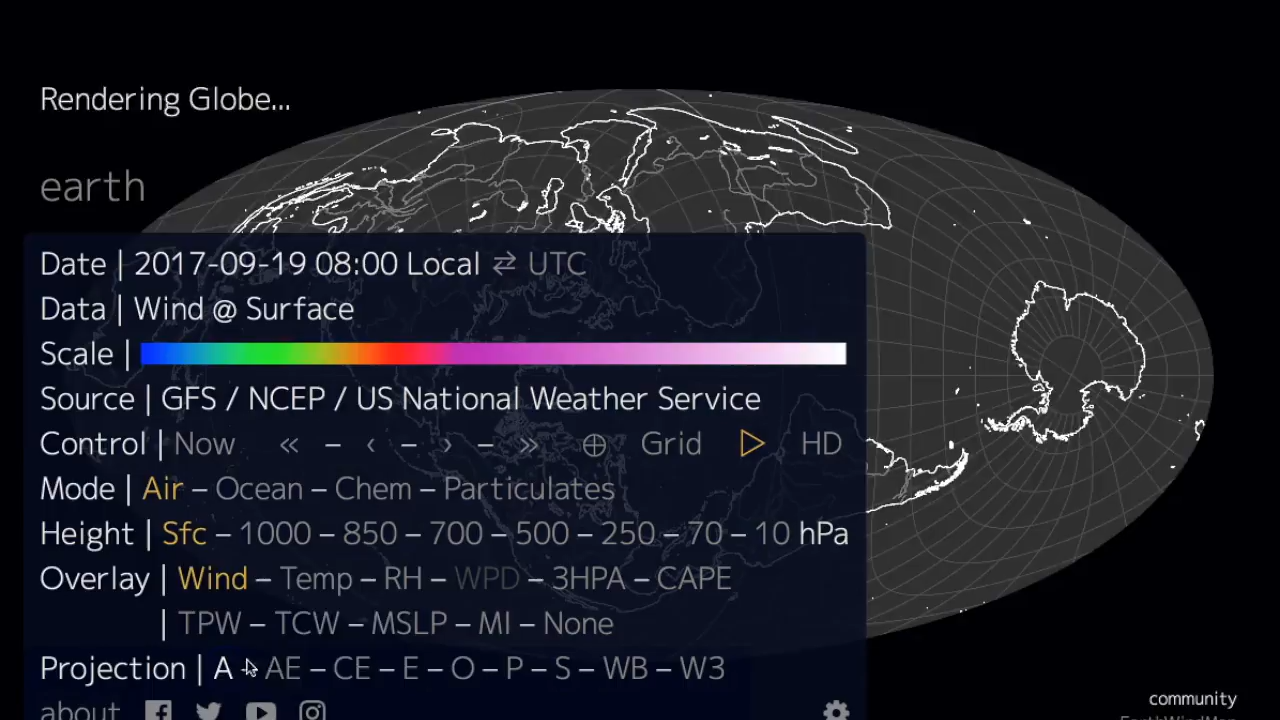 Rendering Globe...
earth
Date | 2017-09-19 08:00 Local ⇄ UTC
Data | Wind @ Surface
Scale |
Source | GFS / NCEP / US National Weather Service
Control | Now « – ‹ – › – » ⊕ Grid ▷ HD
Mode | Air – Ocean – Chem – Particulates
Height | Sfc – 1000 – 850 – 700 – 500 – 250 – 70 – 10 hPa
Overlay | Wind – Temp – RH – WPD – 3HPA – CAPE
| TPW – TCW – MSLP – MI – None
Projection | A – AE – CE – E – O – P – S – WB – W3
about
community
EarthWindMap